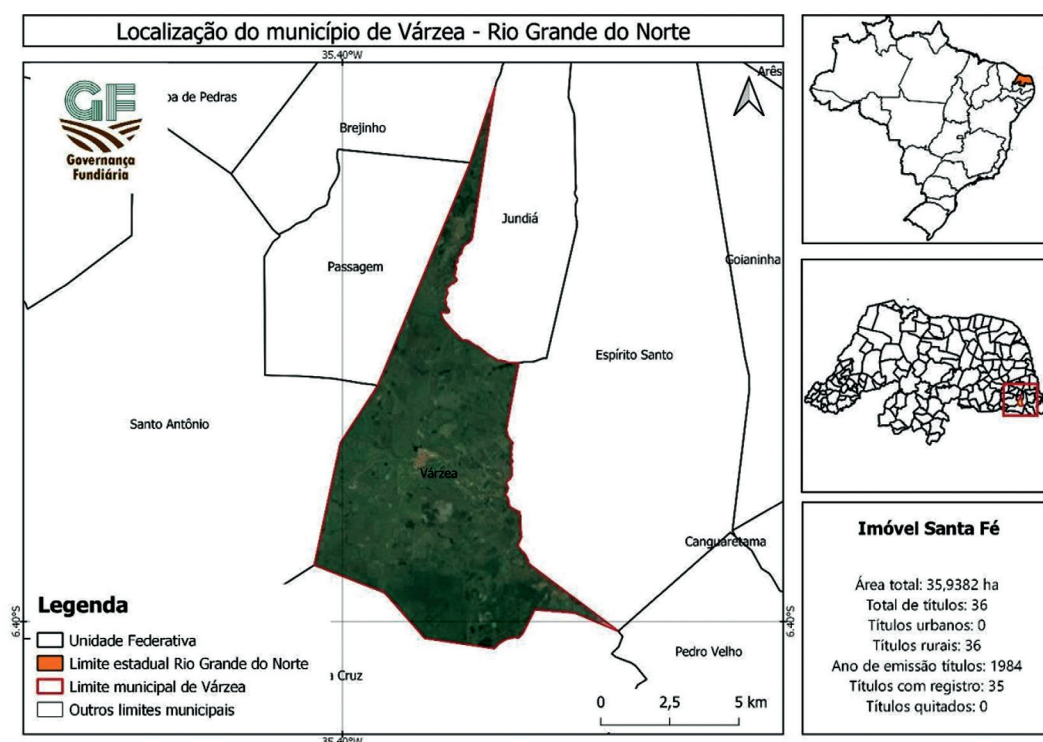 Localização do município de Várzea - Rio Grande do Norte
35.40°W
GF
Governança
Fundiária
oa de Pedras
Brejinho
Arês
Jundiá
Passagem
Goianinha
Espírito Santo
Santo Antônio
Várzea
Canguaretama
Pedro Velho
a Cruz
6.40°S
6.40°S
Legenda
Unidade Federativa
Limite estadual Rio Grande do Norte
Limite municipal de Várzea
Outros limites municipais
0 2,5 5 km
35.40°W
Imóvel Santa Fé
Área total: 35,9382 ha
Total de títulos: 36
Títulos urbanos: 0
Títulos rurais: 36
Ano de emissão títulos: 1984
Títulos com registro: 35
Títulos quitados: 0